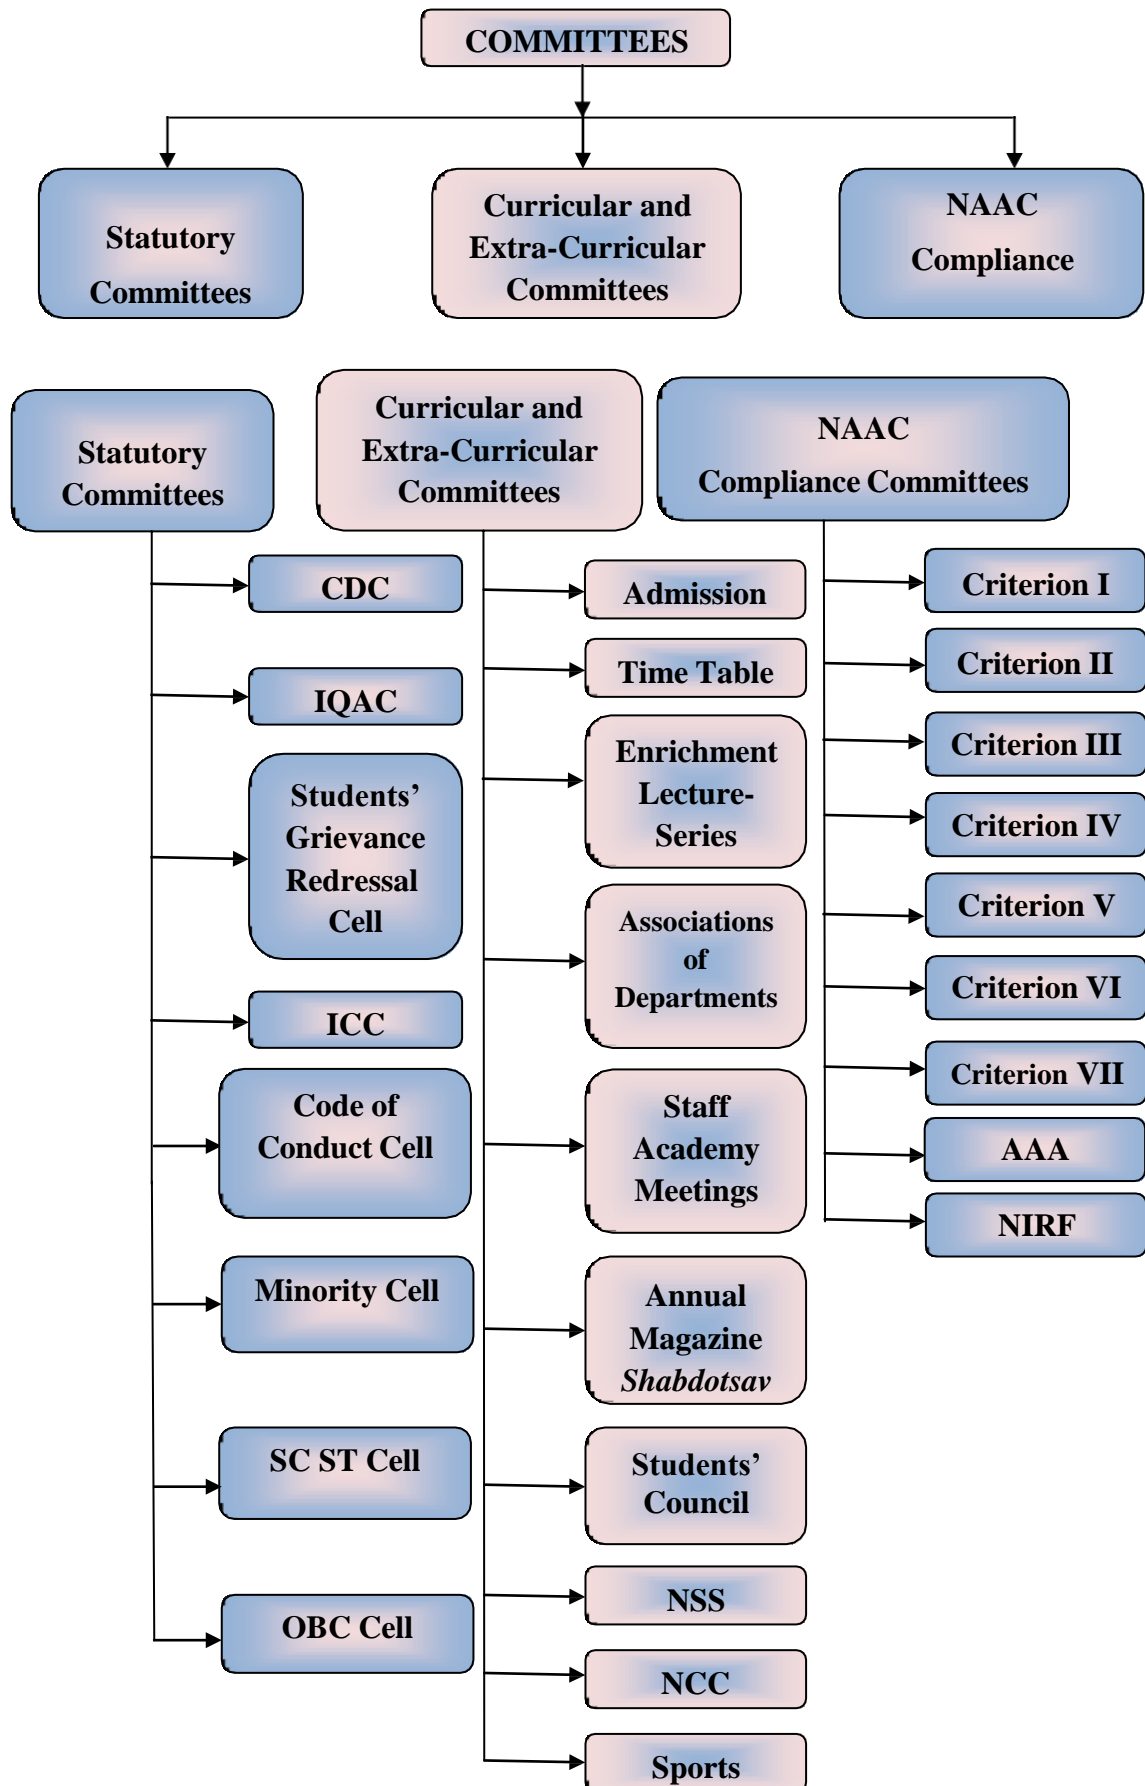 COMMITTEES
Statutory
Committees
Curricular and
Extra-Curricular
Committees
NAAC
Compliance
Statutory
Committees
Curricular and
Extra-Curricular
Committees
NAAC
Compliance Committees
CDC
IQAC
Students’
Grievance
Redressal
Cell
ICC
Code of
Conduct Cell
Minority Cell
SC ST Cell
OBC Cell
Admission
Time Table
Enrichment
Lecture-
Series
Associations
of
Departments
Staff
Academy
Meetings
Annual
Magazine
Shabdotsav
Students’
Council
NSS
NCC
Sports
Criterion I
Criterion II
Criterion III
Criterion IV
Criterion V
Criterion VI
Criterion VII
AAA
NIRF